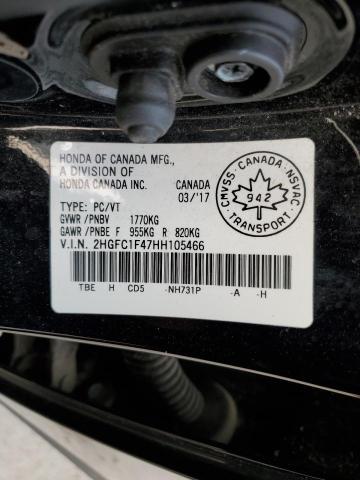 HONDA OF CANADA MFG.,
A DIVISION OF
HONDA CANADA INC. CANADA
03/'17
TYPE: PC/VT
GVWR/PNBV 1770KG
GAWR/PNBE F 955KG R 820KG
V.I.N. 2HGFC1F47HH105466
TBE H CD5 -NH731P -A -H
CMVSS - CANADA - NSVAC
942
TRANSPORT